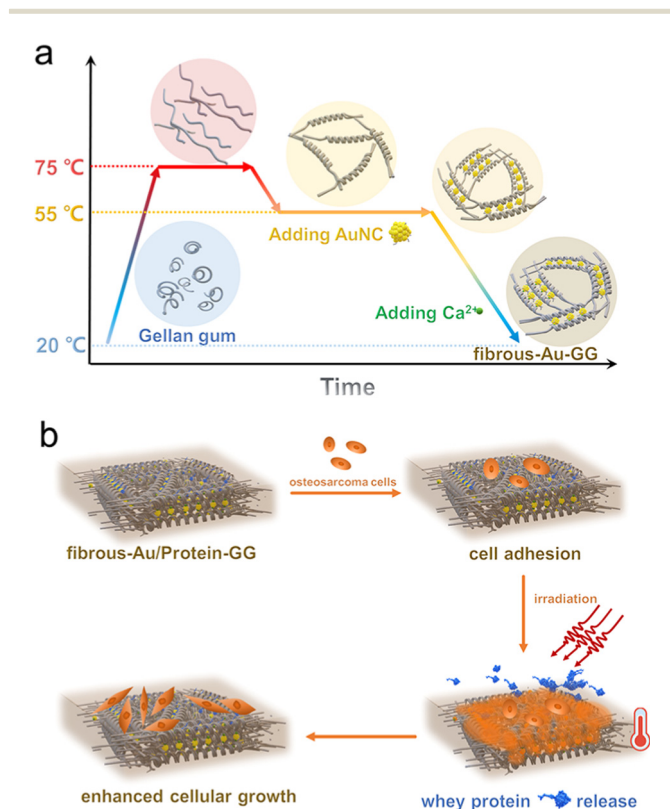 a
75 °C
55 °C
Adding AuNC
Gellan gum
Adding Ca²⁺
20 °C
fibrous-Au-GG
Time
b
osteosarcoma cells
fibrous-Au/Protein-GG
cell adhesion
irradiation
enhanced cellular growth
whey protein release